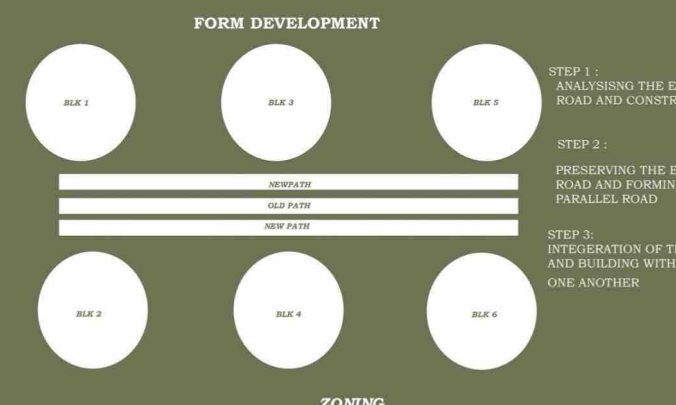 FORM DEVELOPMENT
BLK 1
BLK 3
BLK 5
NEWPATH
OLD PATH
NEW PATH
BLK 2
BLK 4
BLK 6
STEP 1 :
ANALYSISNG THE E
ROAD AND CONSTR
STEP 2 :
PRESERVING THE E
ROAD AND FORMIN
PARALLEL ROAD
STEP 3:
INTEGERATION OF TH
AND BUILDING WITH
ONE ANOTHER
ZONING